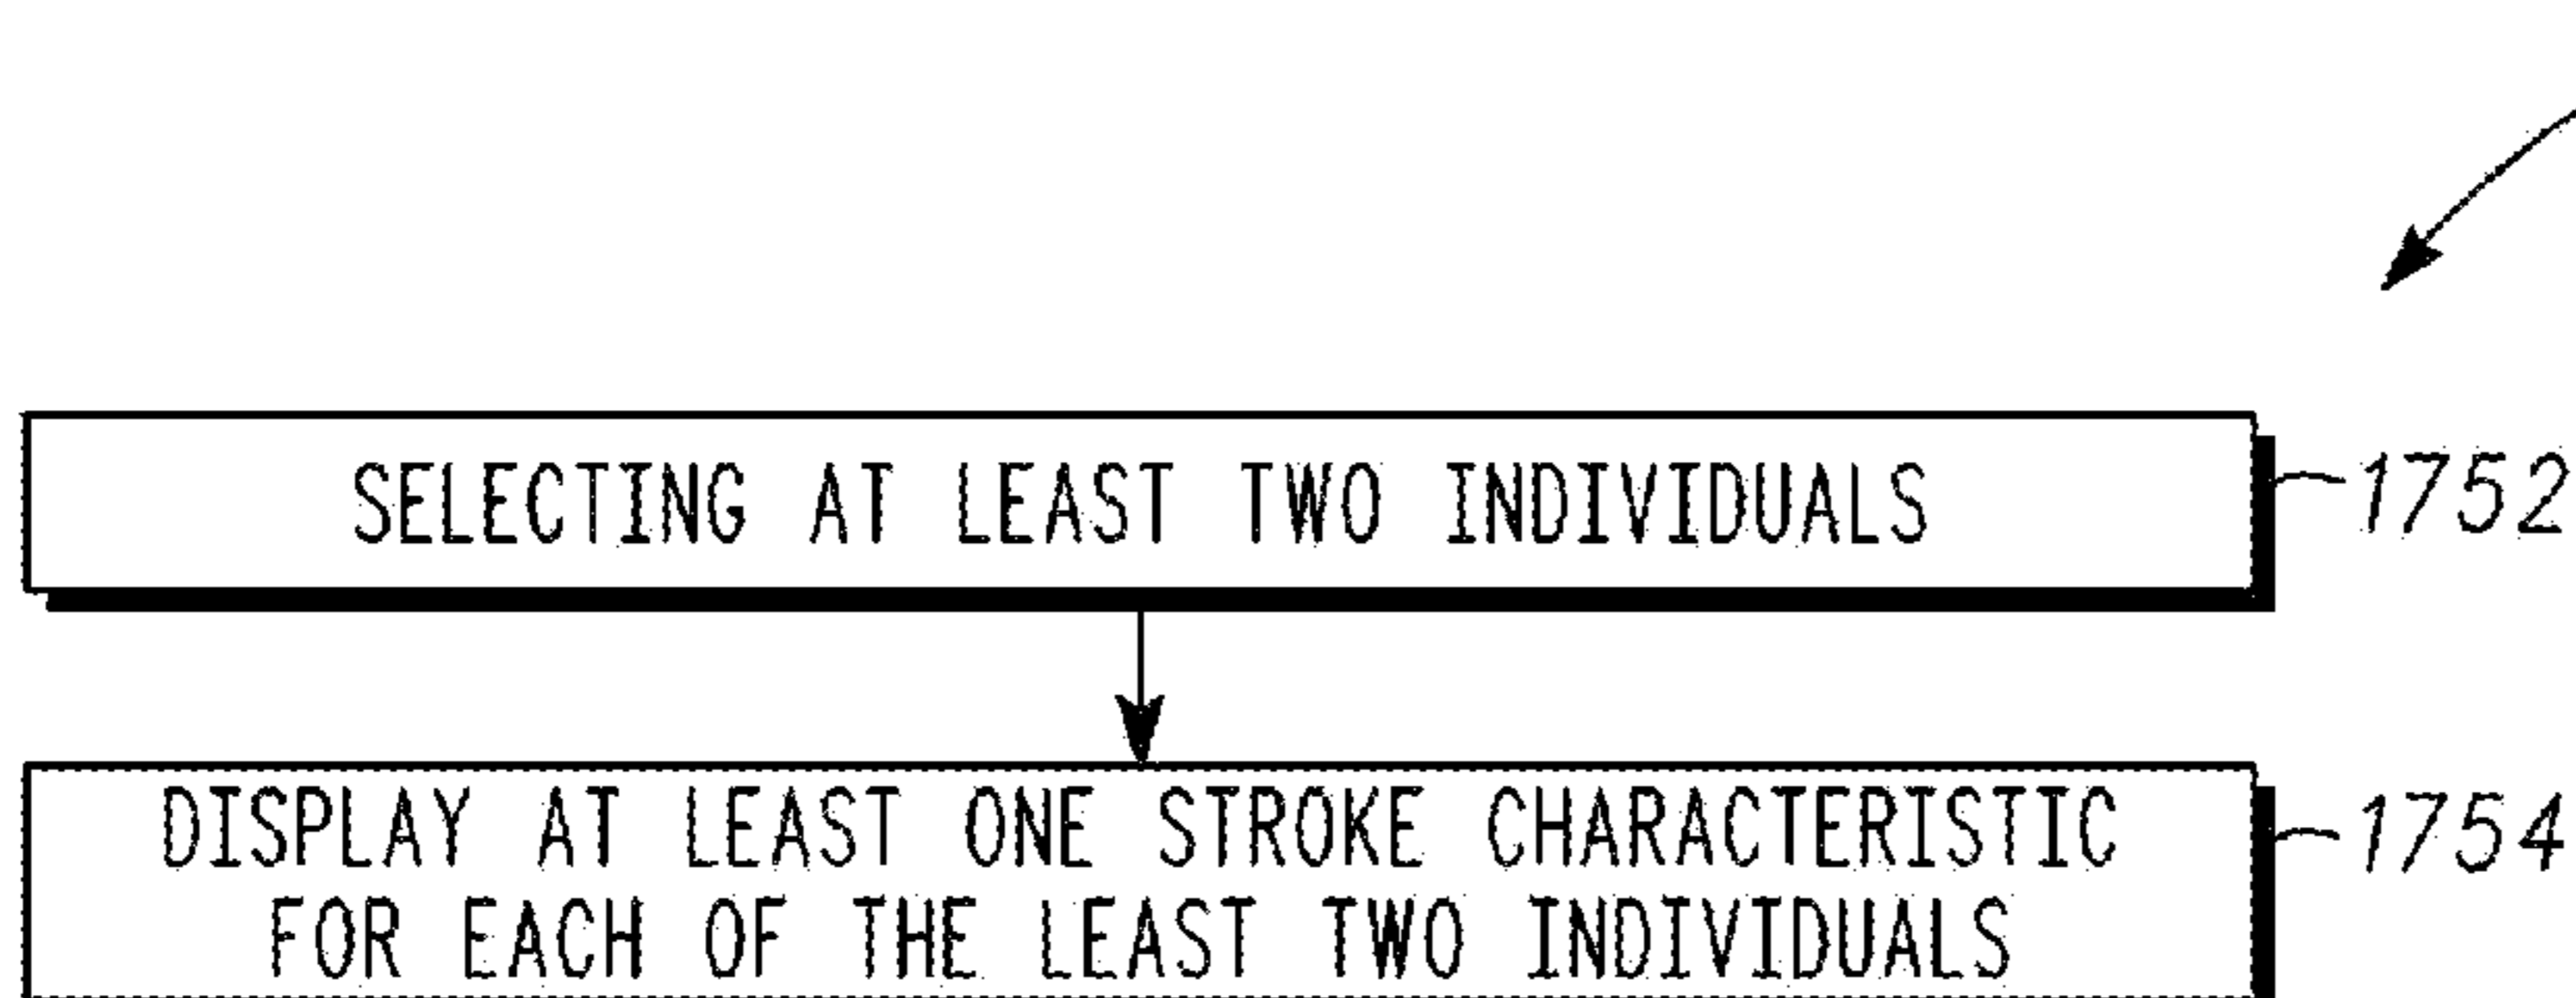 SELECTING AT LEAST TWO INDIVIDUALS
1752
DISPLAY AT LEAST ONE STROKE CHARACTERISTIC
1754
FOR EACH OF THE LEAST TWO INDIVIDUALS